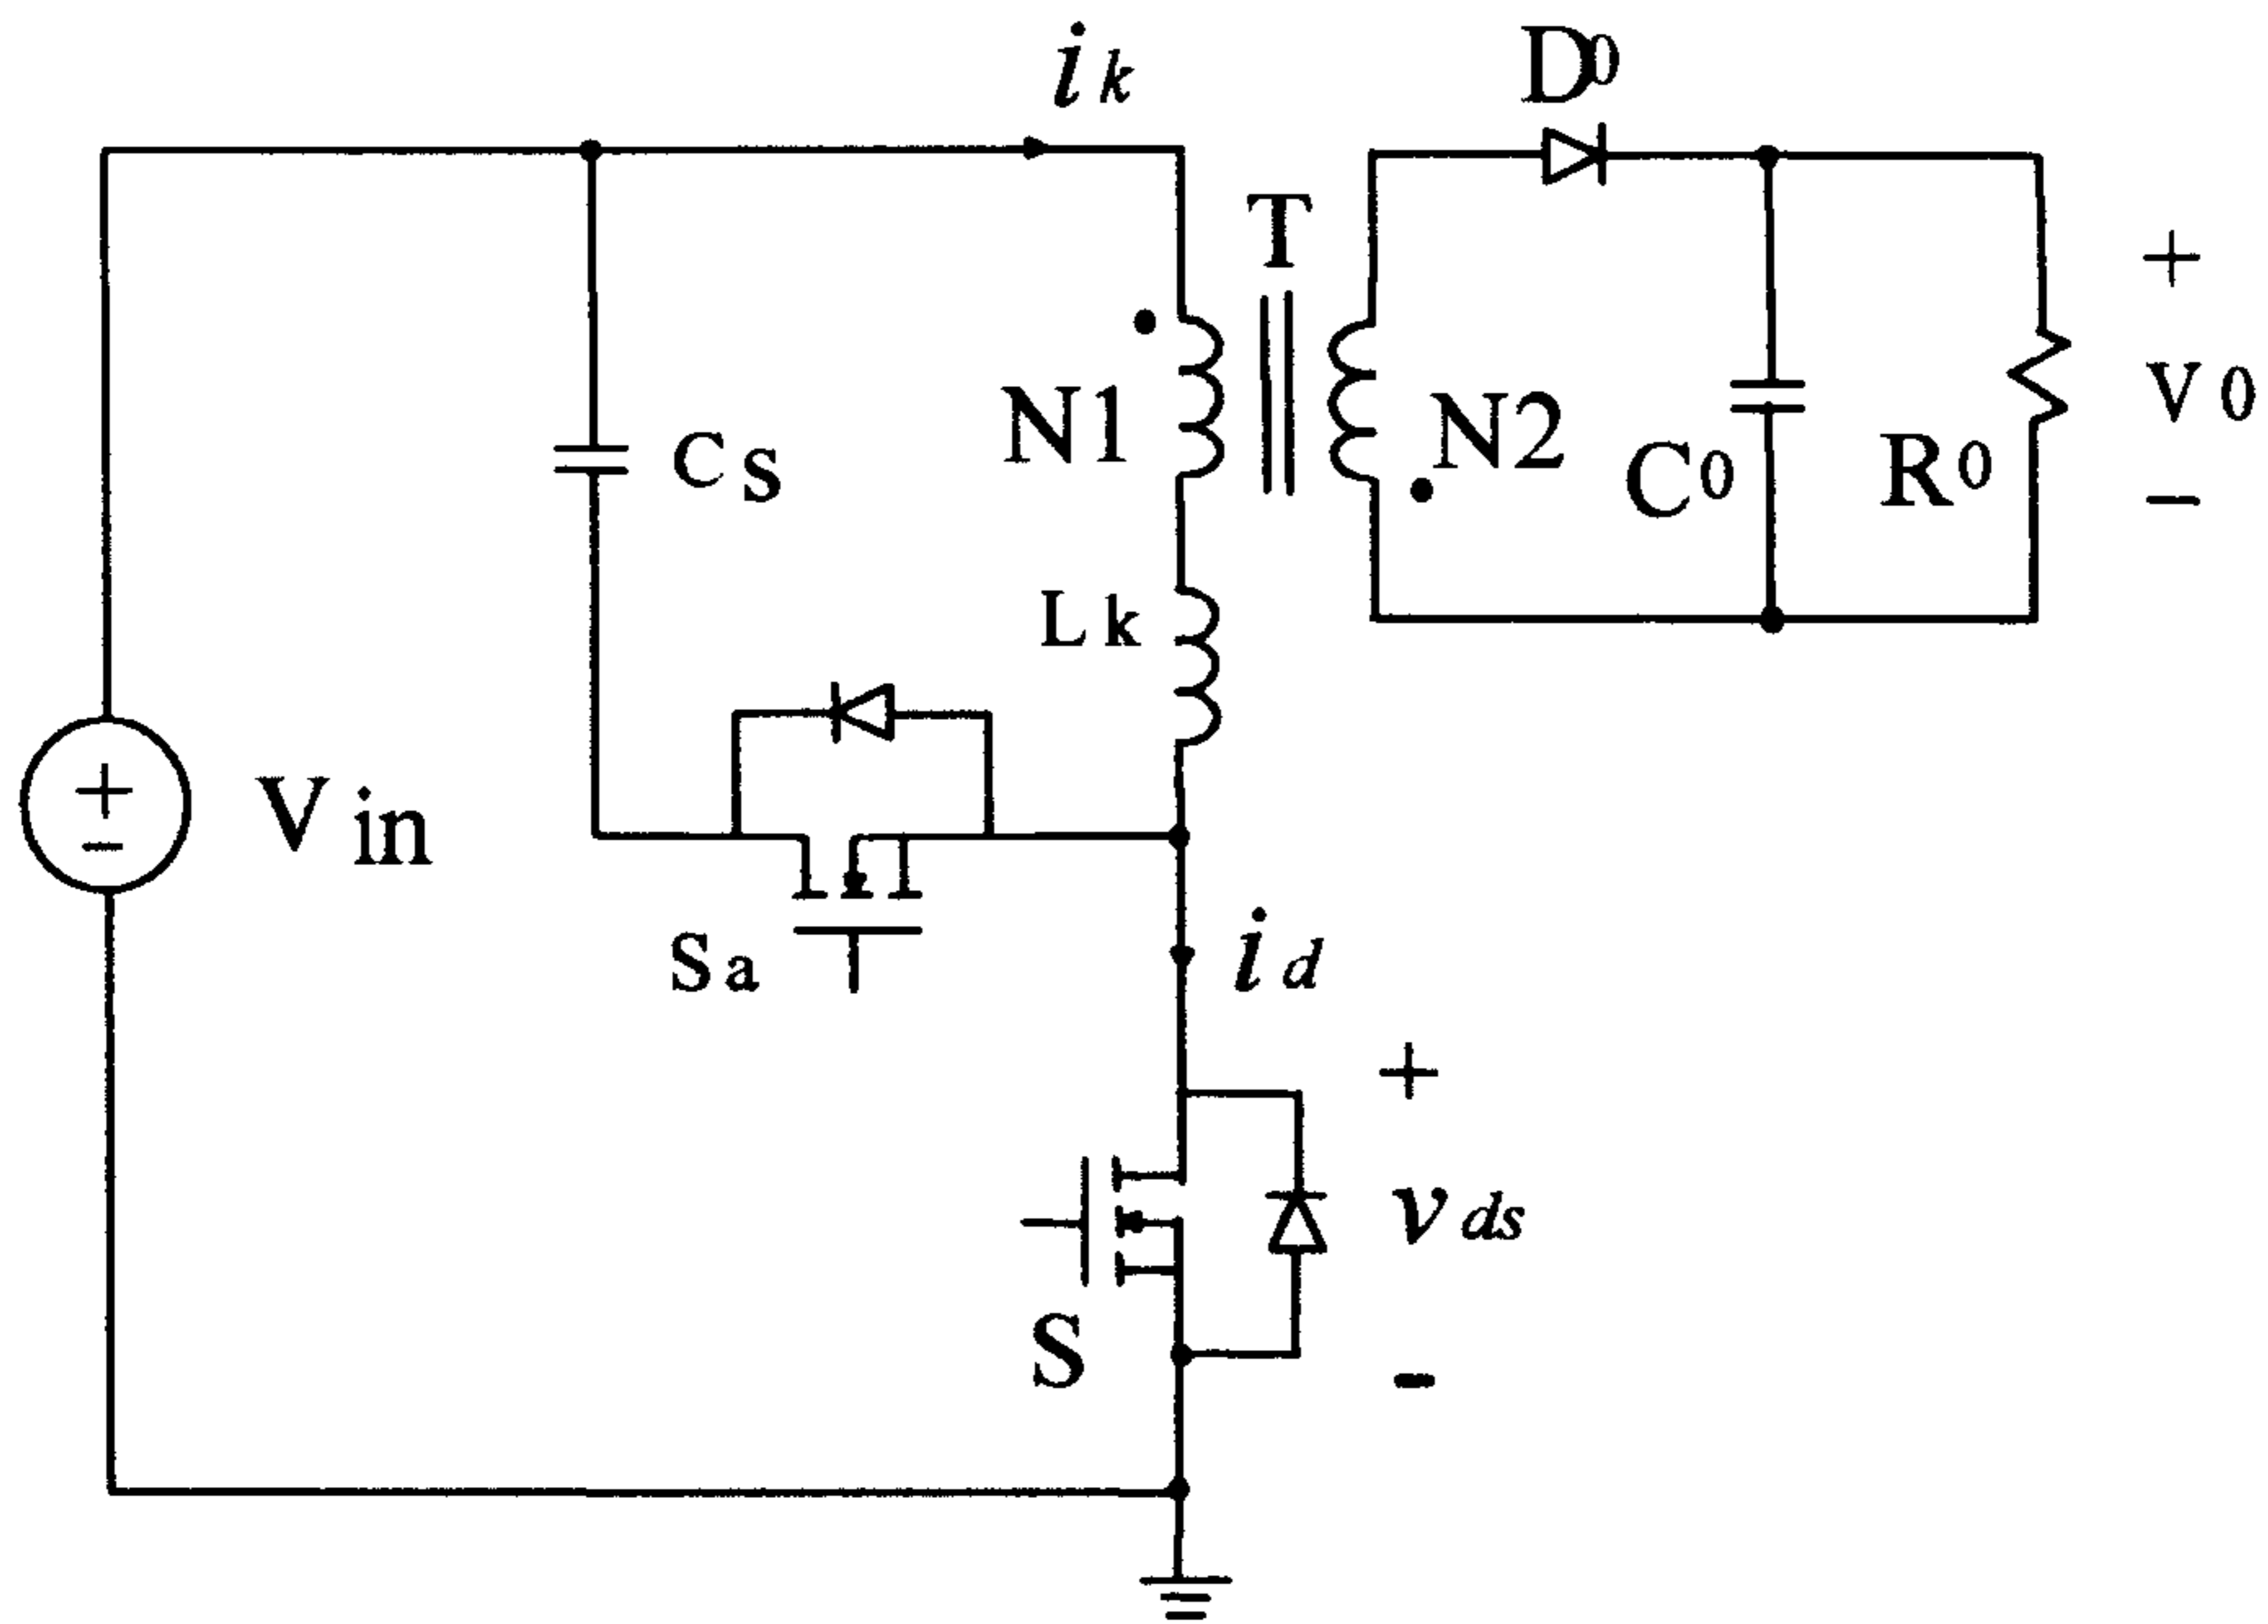 i k
D0
T
N1
N2
C S
C0
R0
+
V 0
−
L k
+
−
V in
S a
i d
+
v ds
−
S